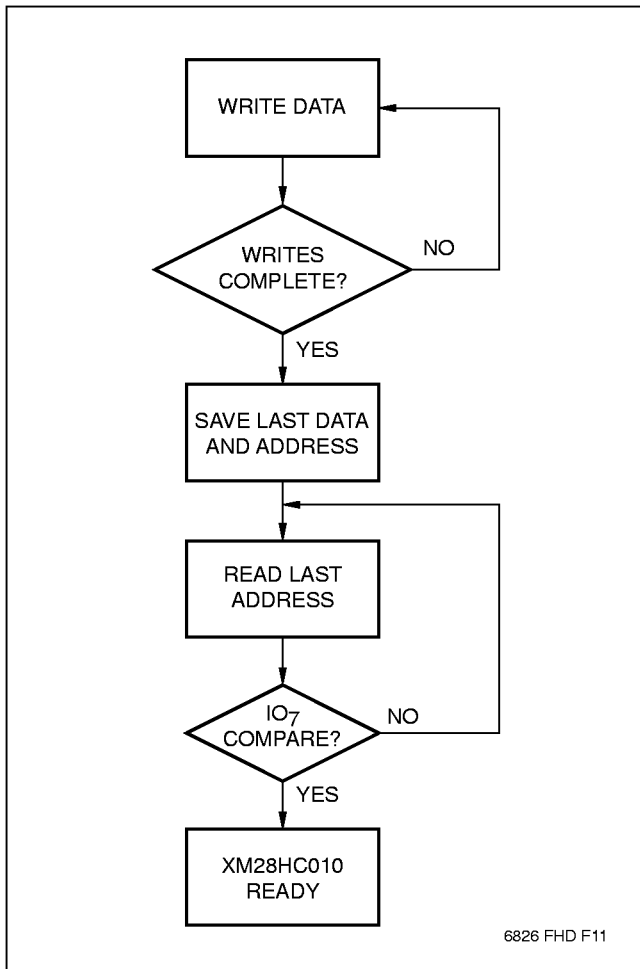 WRITE DATA
WRITES
COMPLETE?
NO
YES
SAVE LAST DATA
AND ADDRESS
READ LAST
ADDRESS
IO7
COMPARE?
NO
YES
XM28HC010
READY
6826 FHD F11